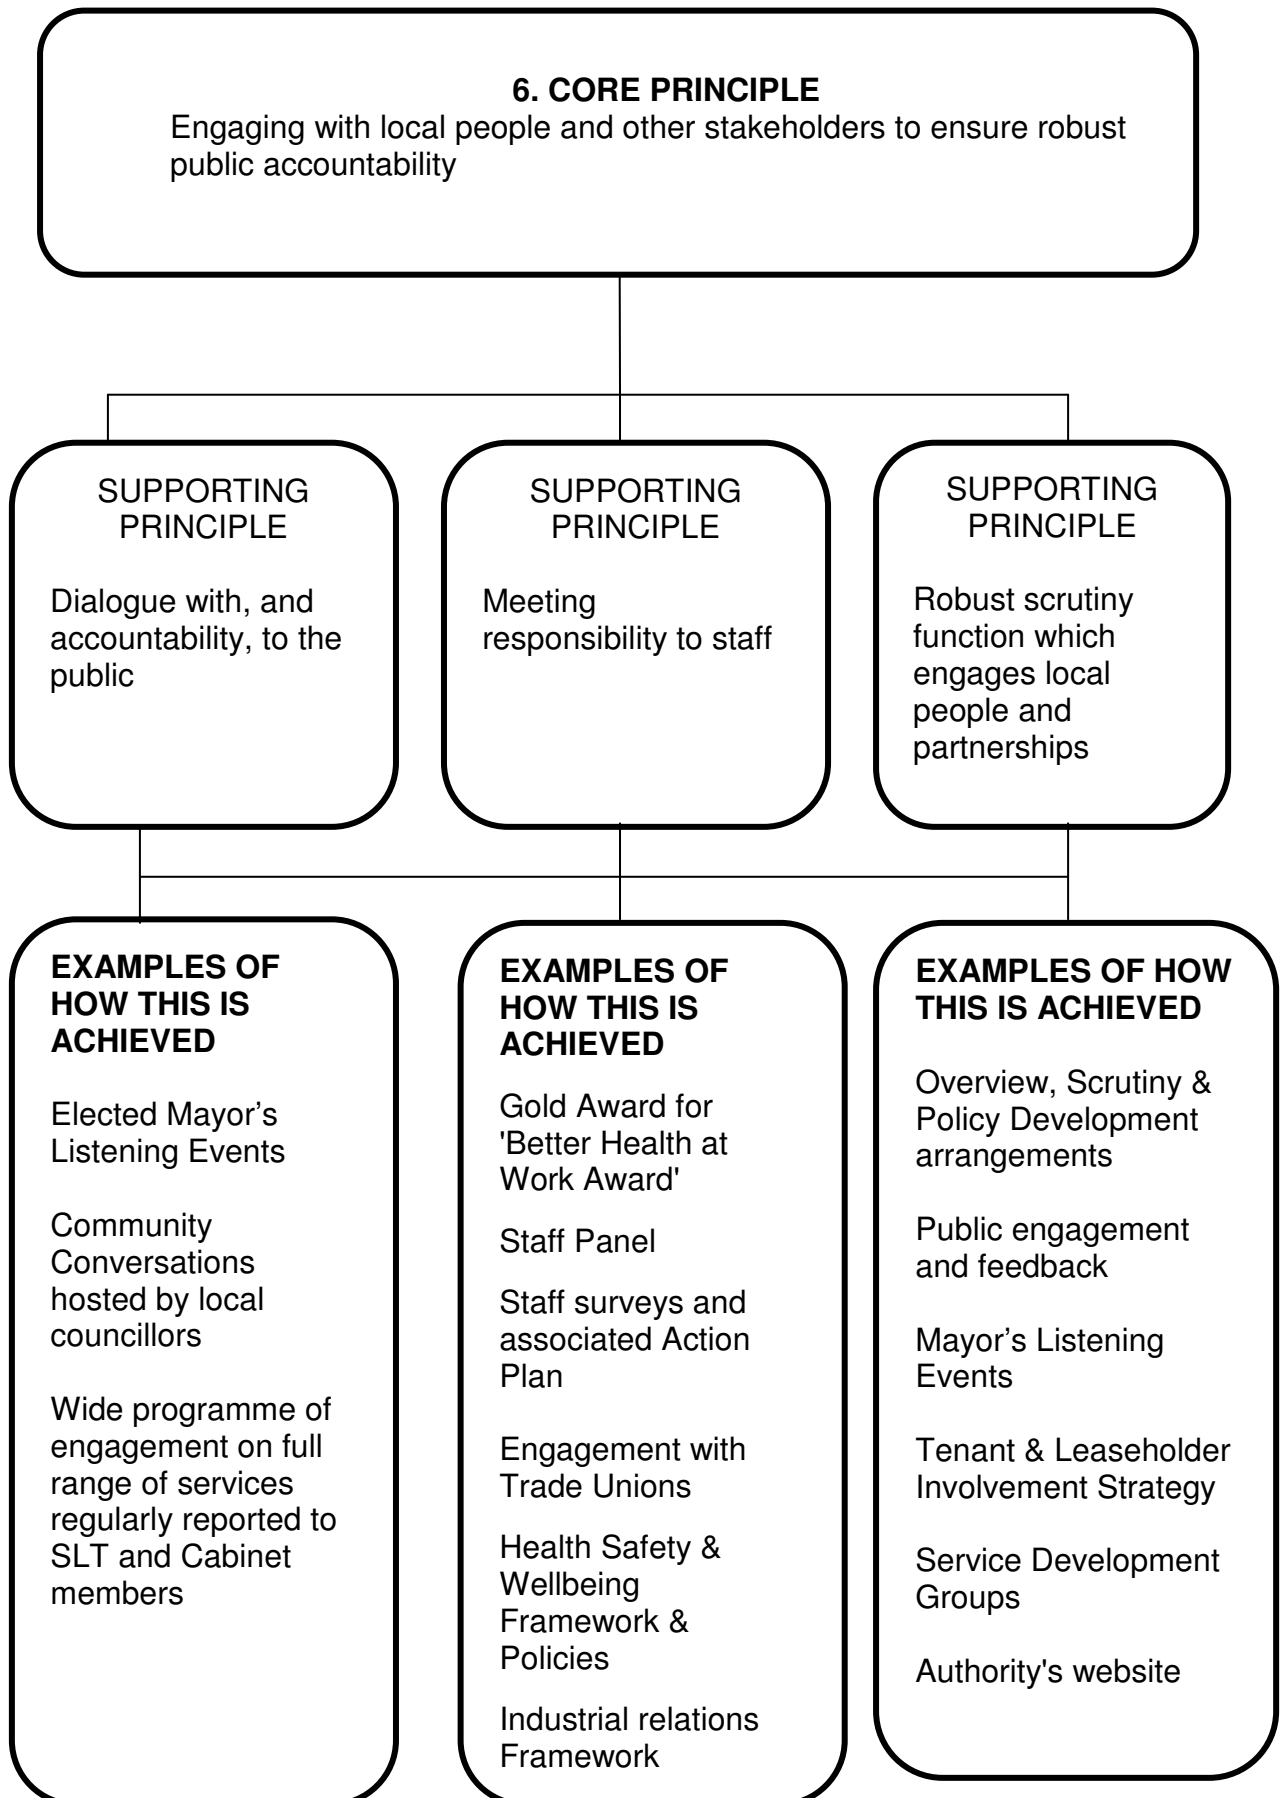 6. CORE PRINCIPLE
Engaging with local people and other stakeholders to ensure robust
public accountability
SUPPORTING
PRINCIPLE
Dialogue with, and
accountability, to the
public
SUPPORTING
PRINCIPLE
Meeting
responsibility to staff
SUPPORTING
PRINCIPLE
Robust scrutiny
function which
engages local
people and
partnerships
EXAMPLES OF
HOW THIS IS
ACHIEVED
Elected Mayor’s
Listening Events
Community
Conversations
hosted by local
councillors
Wide programme of
engagement on full
range of services
regularly reported to
SLT and Cabinet
members
EXAMPLES OF
HOW THIS IS
ACHIEVED
Gold Award for
'Better Health at
Work Award'
Staff Panel
Staff surveys and
associated Action
Plan
Engagement with
Trade Unions
Health Safety &
Wellbeing
Framework &
Policies
Industrial relations
Framework
EXAMPLES OF HOW
THIS IS ACHIEVED
Overview, Scrutiny &
Policy Development
arrangements
Public engagement
and feedback
Mayor’s Listening
Events
Tenant & Leaseholder
Involvement Strategy
Service Development
Groups
Authority's website